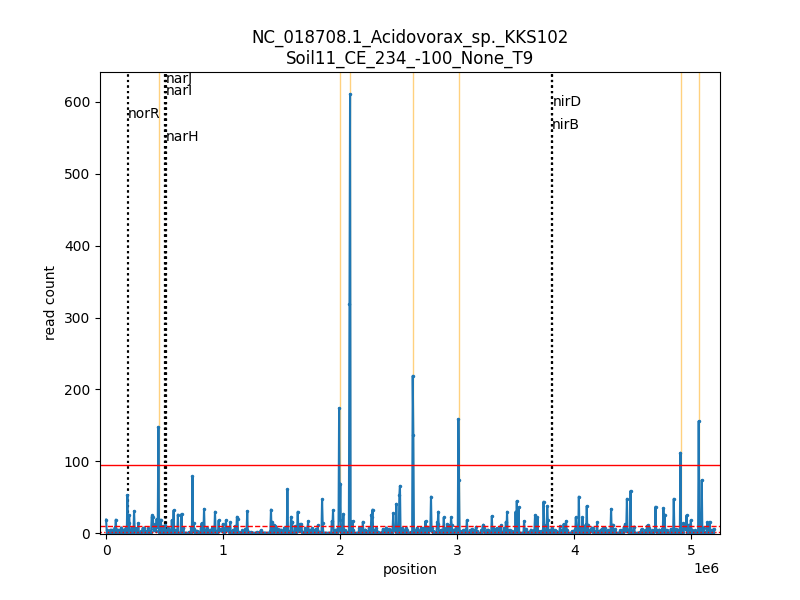 NC_018708.1_Acidovorax_sp._KKS102
Soil11_CE_234_-100_None_T9
narJ
narI
nirD
norR
nirB
narH
600
500
400
300
200
100
0
read count
0 1 2 3 4 5
1e6
position